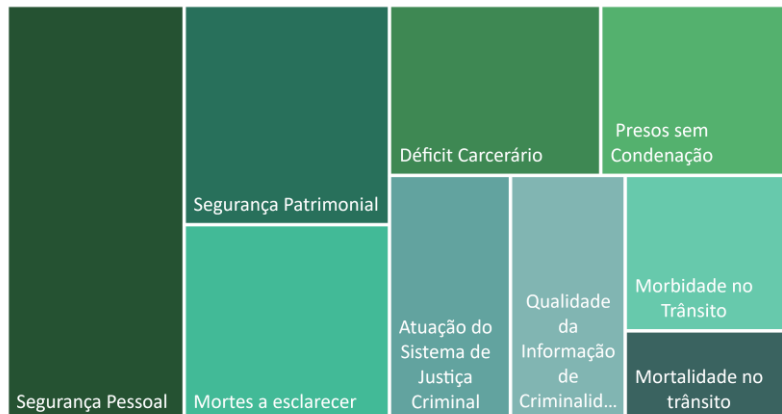 Segurança Pessoal
Segurança Patrimonial
Mortes a esclarecer
Déficit Carcerário
Presos sem
Condenação
Atuação do
Sistema de
Justiça
Criminal
Qualidade
da
Informação
de
Criminalid...
Morbidade no
Trânsito
Mortalidade no
trânsito